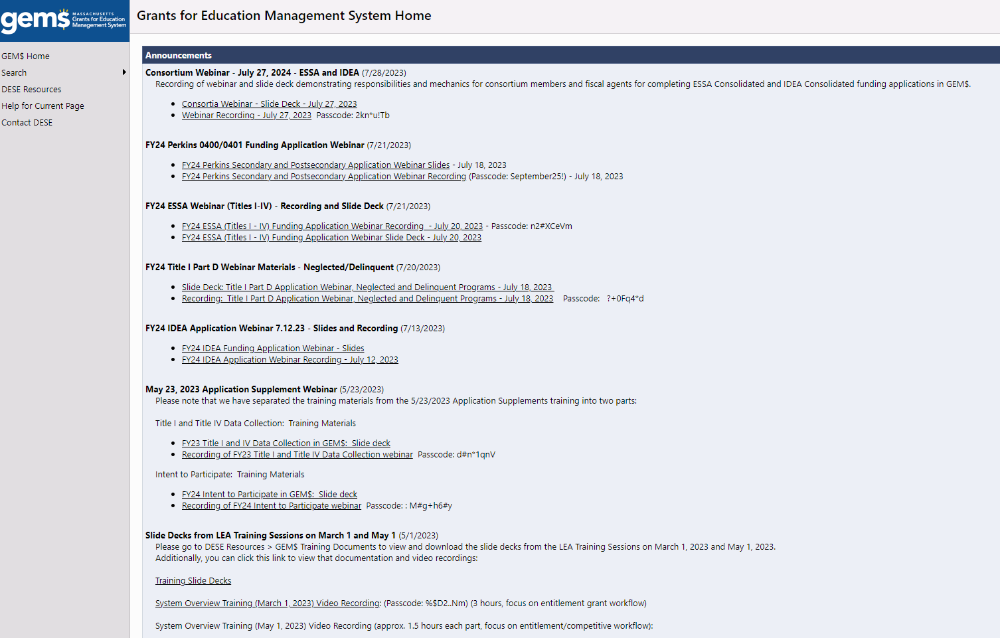 gem$ MASSACHUSETTS
Grants for Education
Management System
Grants for Education Management System Home
GEM$ Home
Search
DESE Resources
Help for Current Page
Contact DESE
Announcements
Consortium Webinar - July 27, 2024 - ESSA and IDEA (7/28/2023)
Recording of webinar and slide deck demonstrating responsibilities and mechanics for consortium members and fiscal agents for completing ESSA Consolidated and IDEA Consolidated funding applications in GEM$.
• Consortia Webinar - Slide Deck - July 27, 2023
• Webinar Recording - July 27, 2023 Passcode: 2kn*u!Tb
FY24 Perkins 0400/0401 Funding Application Webinar (7/21/2023)
• FY24 Perkins Secondary and Postsecondary Application Webinar Slides - July 18, 2023
• FY24 Perkins Secondary and Postsecondary Application Webinar Recording (Passcode: September25!) - July 18, 2023
FY24 ESSA Webinar (Titles I-IV) - Recording and Slide Deck (7/21/2023)
• FY24 ESSA (Titles I - IV) Funding Application Webinar Recording - July 20, 2023 - Passcode: n2#XCeVm
• FY24 ESSA (Titles I - IV) Funding Application Webinar Slide Deck - July 20, 2023
FY24 Title I Part D Webinar Materials - Neglected/Delinquent (7/20/2023)
• Slide Deck: Title I Part D Application Webinar, Neglected and Delinquent Programs - July 18, 2023
• Recording: Title I Part D Application Webinar, Neglected and Delinquent Programs - July 18, 2023 Passcode: ?+0Fq4*d
FY24 IDEA Application Webinar 7.12.23 - Slides and Recording (7/13/2023)
• FY24 IDEA Funding Application Webinar - Slides
• FY24 IDEA Application Webinar Recording - July 12, 2023
May 23, 2023 Application Supplement Webinar (5/23/2023)
Please note that we have separated the training materials from the 5/23/2023 Application Supplements training into two parts:
Title I and Title IV Data Collection: Training Materials
• FY23 Title I and IV Data Collection in GEM$: Slide deck
• Recording of FY23 Title I and Title IV Data Collection webinar Passcode: d#n*1qnV
Intent to Participate: Training Materials
• FY24 Intent to Participate in GEM$: Slide deck
• Recording of FY24 Intent to Participate webinar Passcode: : M#g+h6#y
Slide Decks from LEA Training Sessions on March 1 and May 1 (5/1/2023)
Please go to DESE Resources > GEM$ Training Documents to view and download the slide decks from the LEA Training Sessions on March 1, 2023 and May 1, 2023.
Additionally, you can click this link to view that documentation and video recordings:
Training Slide Decks
System Overview Training (March 1, 2023) Video Recording: (Passcode: %$D2..Nm) (3 hours, focus on entitlement grant workflow)
System Overview Training (May 1, 2023) Video Recording (approx. 1.5 hours each part, focus on entitlement/competitive workflow):